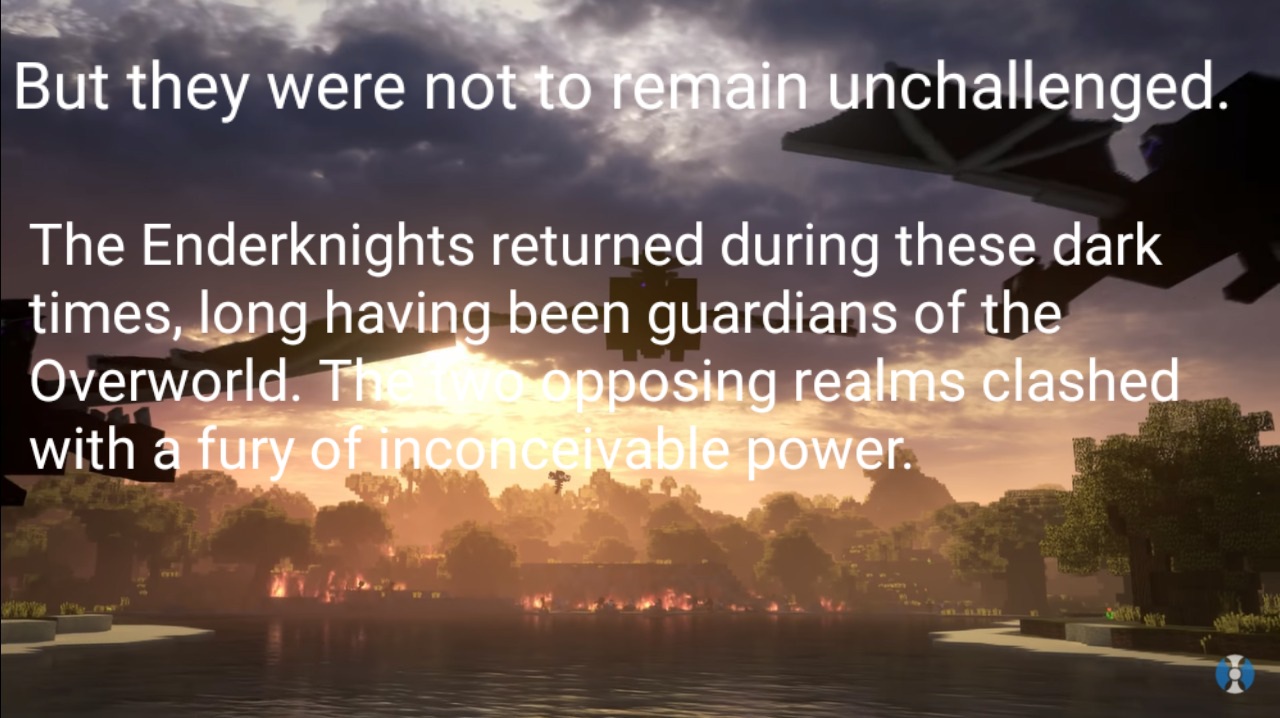 But they were not to remain unchallenged.
The Enderknights returned during these dark
times, long having been guardians of the
Overworld. The two opposing realms clashed
with a fury of inconceivable power.